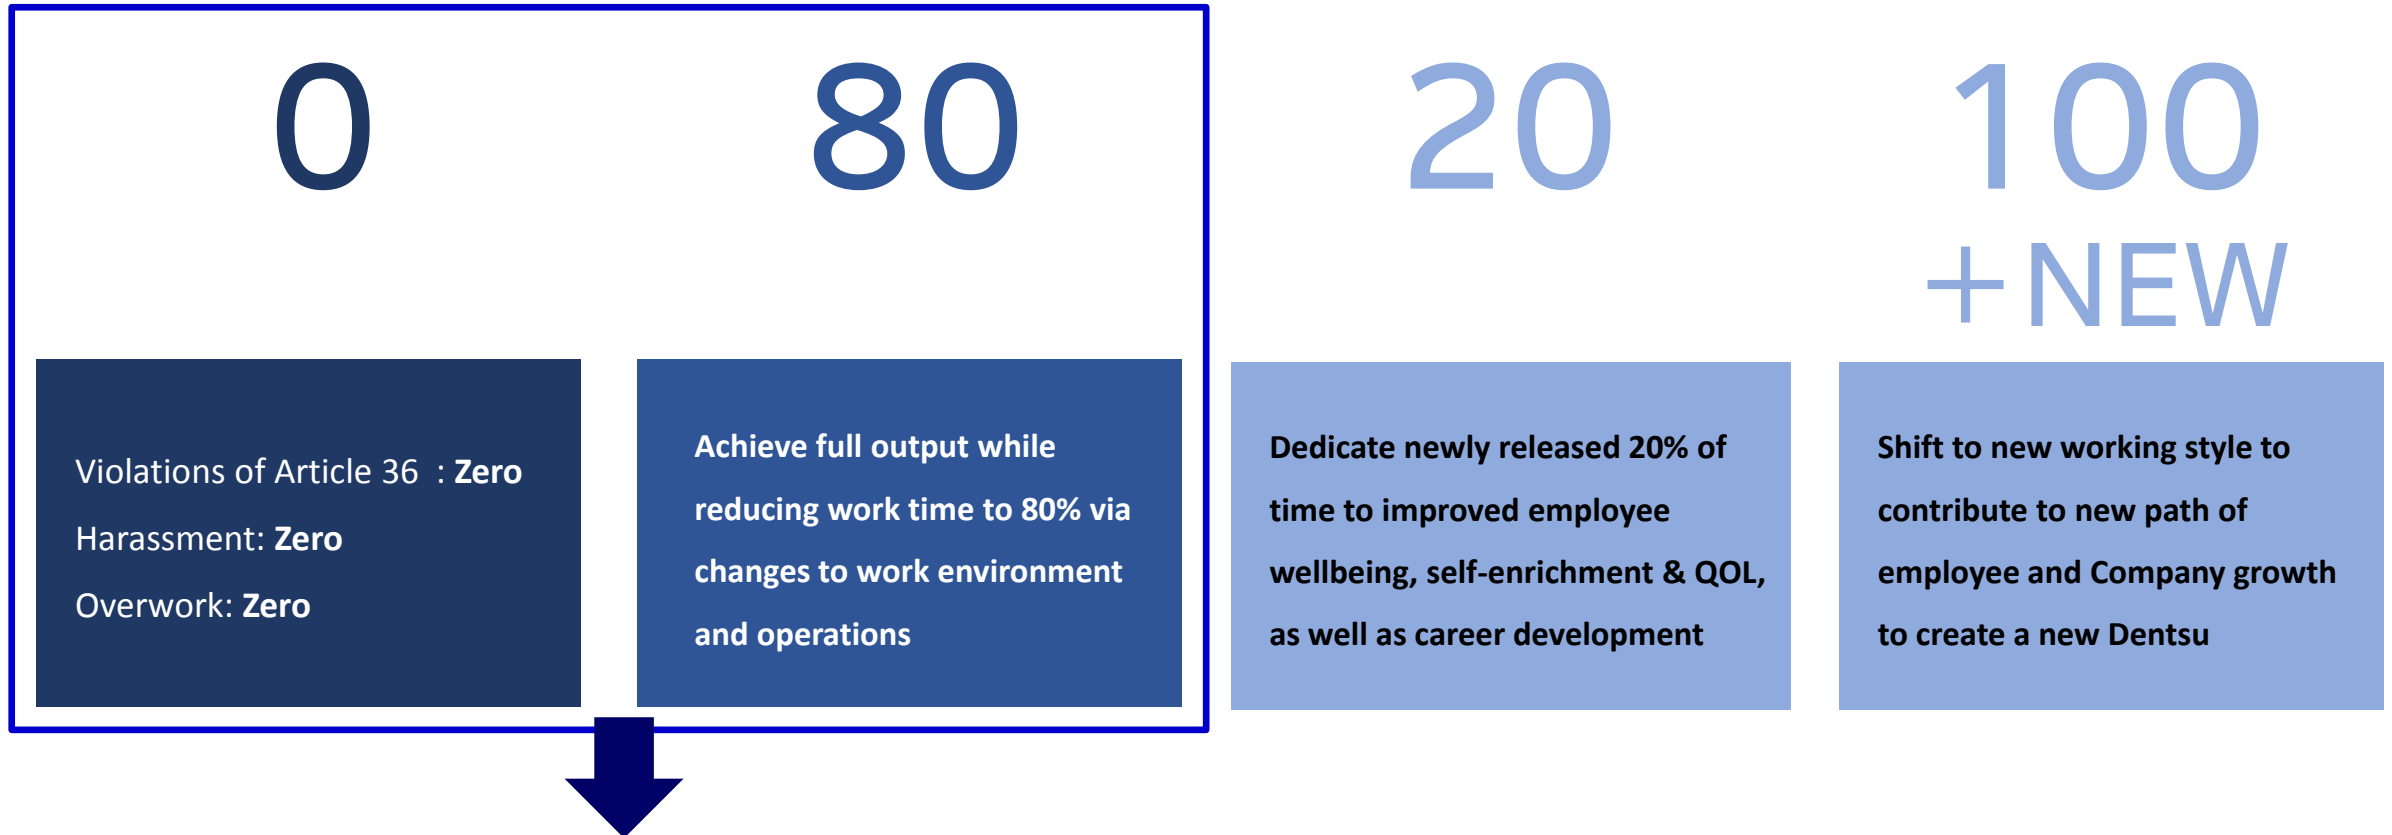 0
80
20
100
+NEW
Violations of Article 36 : Zero
Harassment: Zero
Overwork: Zero
Achieve full output while
reducing work time to 80% via
changes to work environment
and operations
Dedicate newly released 20% of
time to improved employee
wellbeing, self-enrichment & QOL,
as well as career development
Shift to new working style to
contribute to new path of
employee and Company growth
to create a new Dentsu